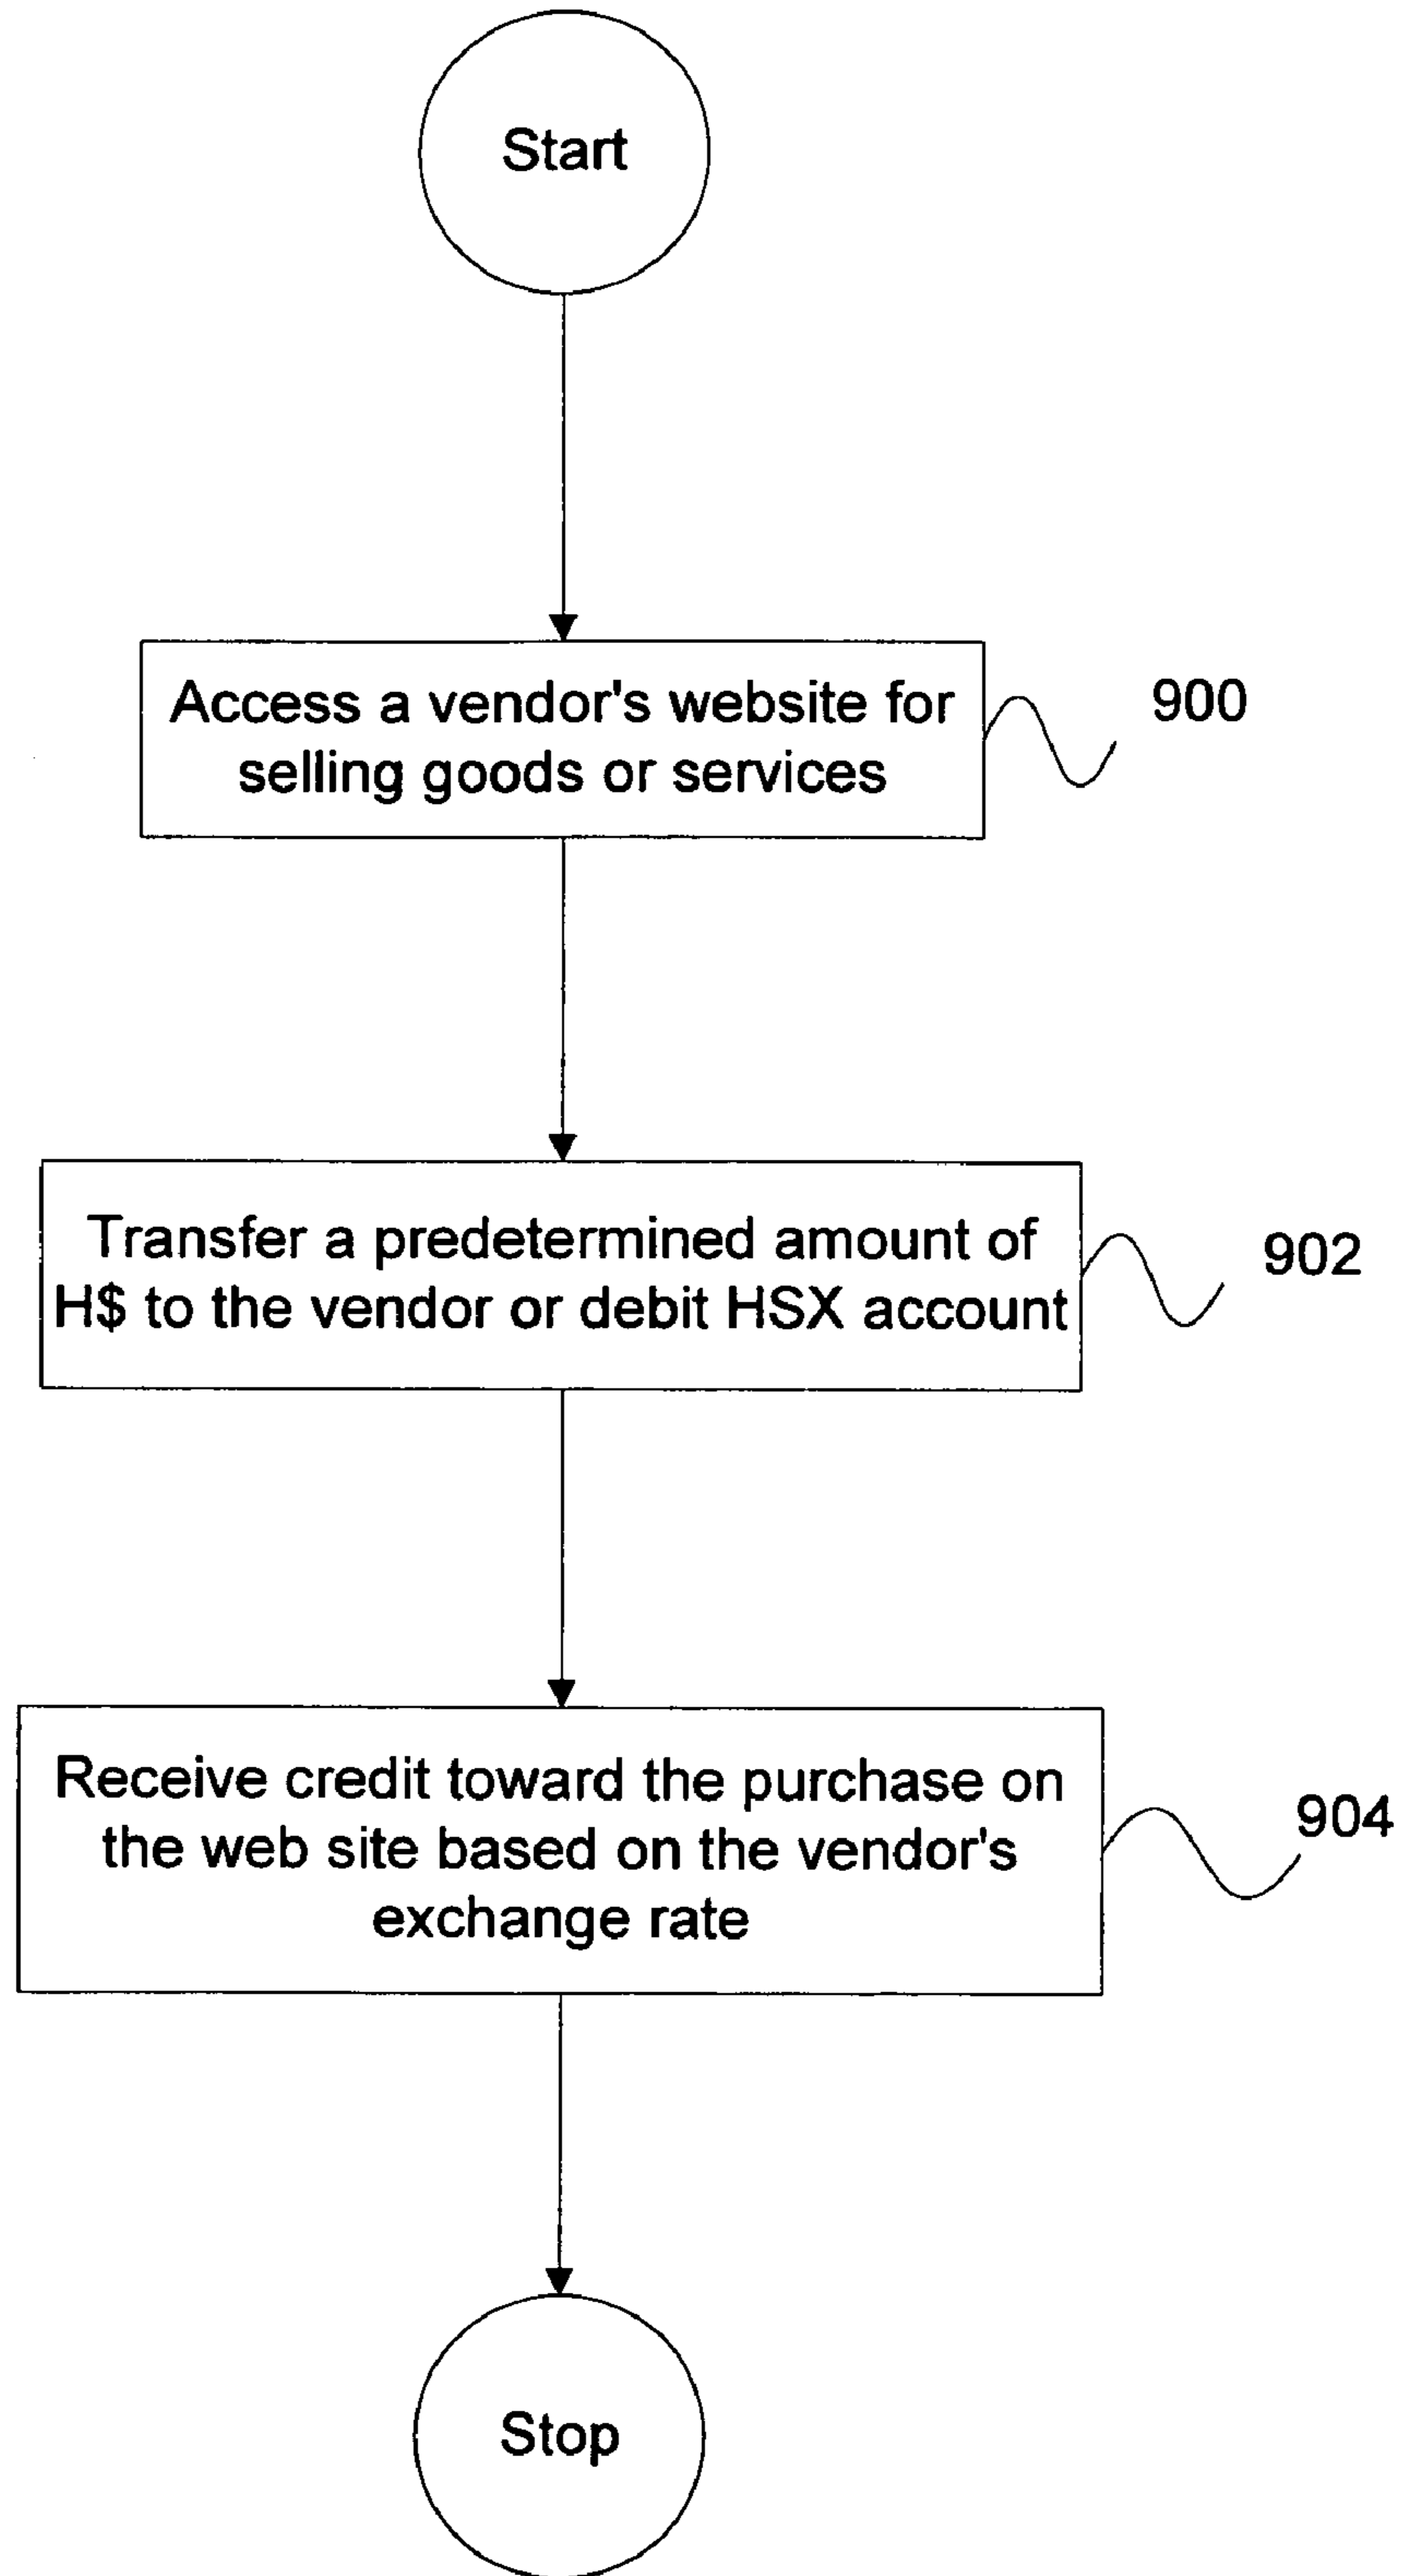 Start
Access a vendor's website for
selling goods or services
900
Transfer a predetermined amount of
H$ to the vendor or debit HSX account
902
Receive credit toward the purchase on
the web site based on the vendor's
exchange rate
904
Stop